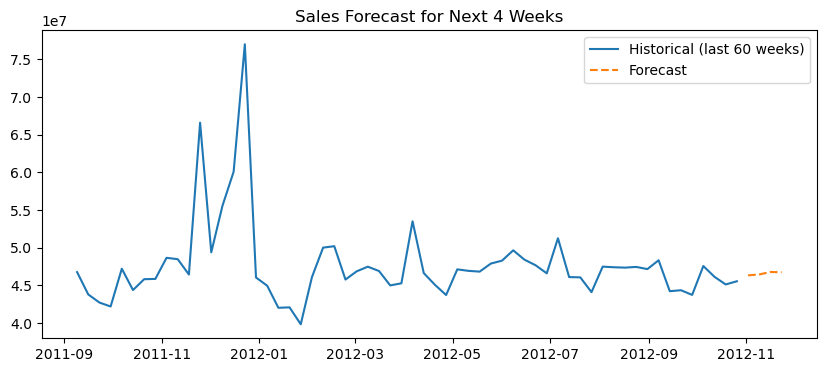 Sales Forecast for Next 4 Weeks
1e7
Historical (last 60 weeks)
Forecast
7.5
7.0
6.5
6.0
5.5
5.0
4.5
4.0
2011-09 2011-11 2012-01 2012-03 2012-05 2012-07 2012-09 2012-11